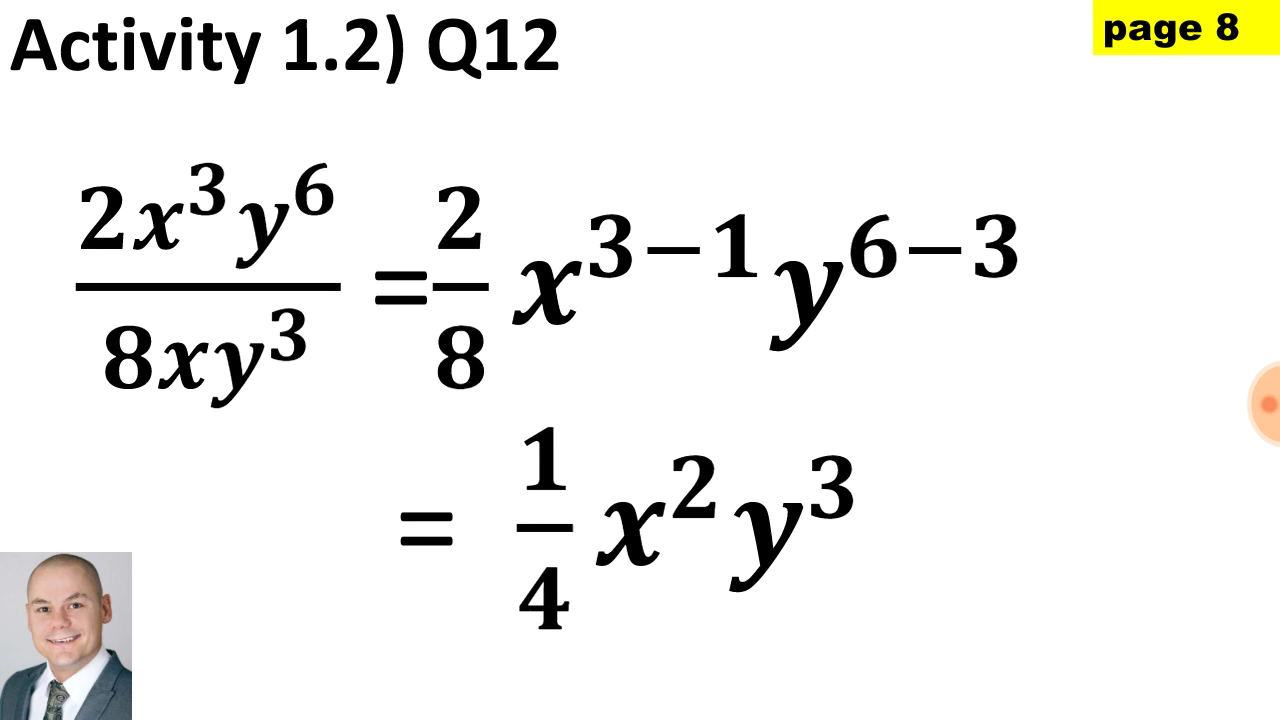 Activity 1.2) Q12
page 8
2x³y⁶/8xy³ = 2/8 x³⁻¹y⁶⁻³
= 1/4 x²y³